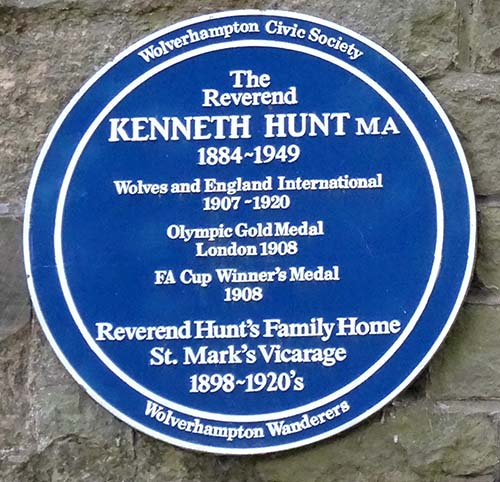 Wolverhampton Civic Society
The
Reverend
KENNETH HUNT MA
1884-1949
Wolves and England International
1907-1920
Olympic Gold Medal
London 1908
FA Cup Winner's Medal
1908
Reverend Hunt's Family Home
St. Mark's Vicarage
1898~1920's
Wolverhampton Wanderers